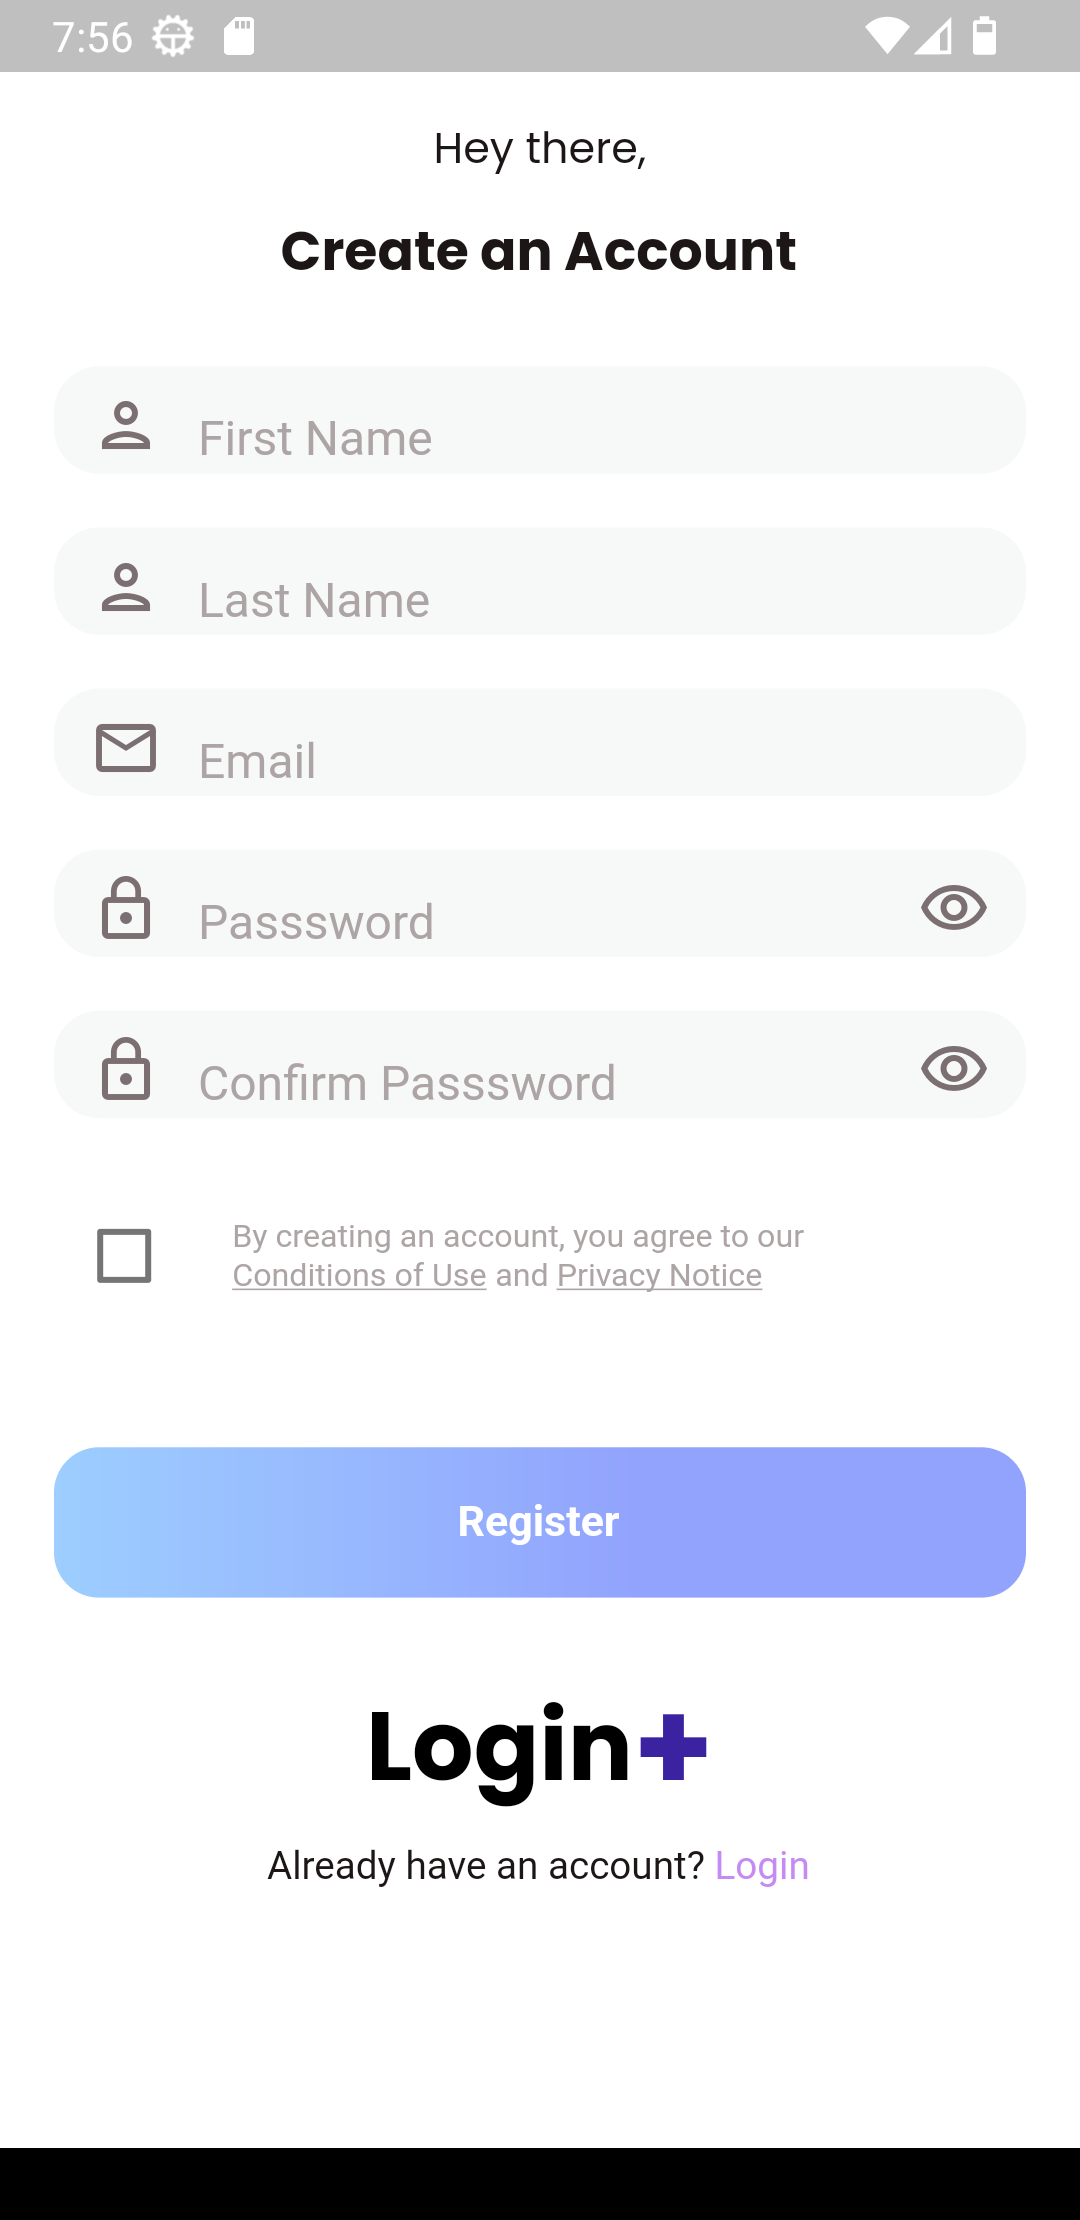 7:56
Hey there,
Create an Account
First Name
Last Name
Email
Passsword
Confirm Passsword
By creating an account, you agree to our
Conditions of Use and Privacy Notice
Register
Login+
Already have an account? Login